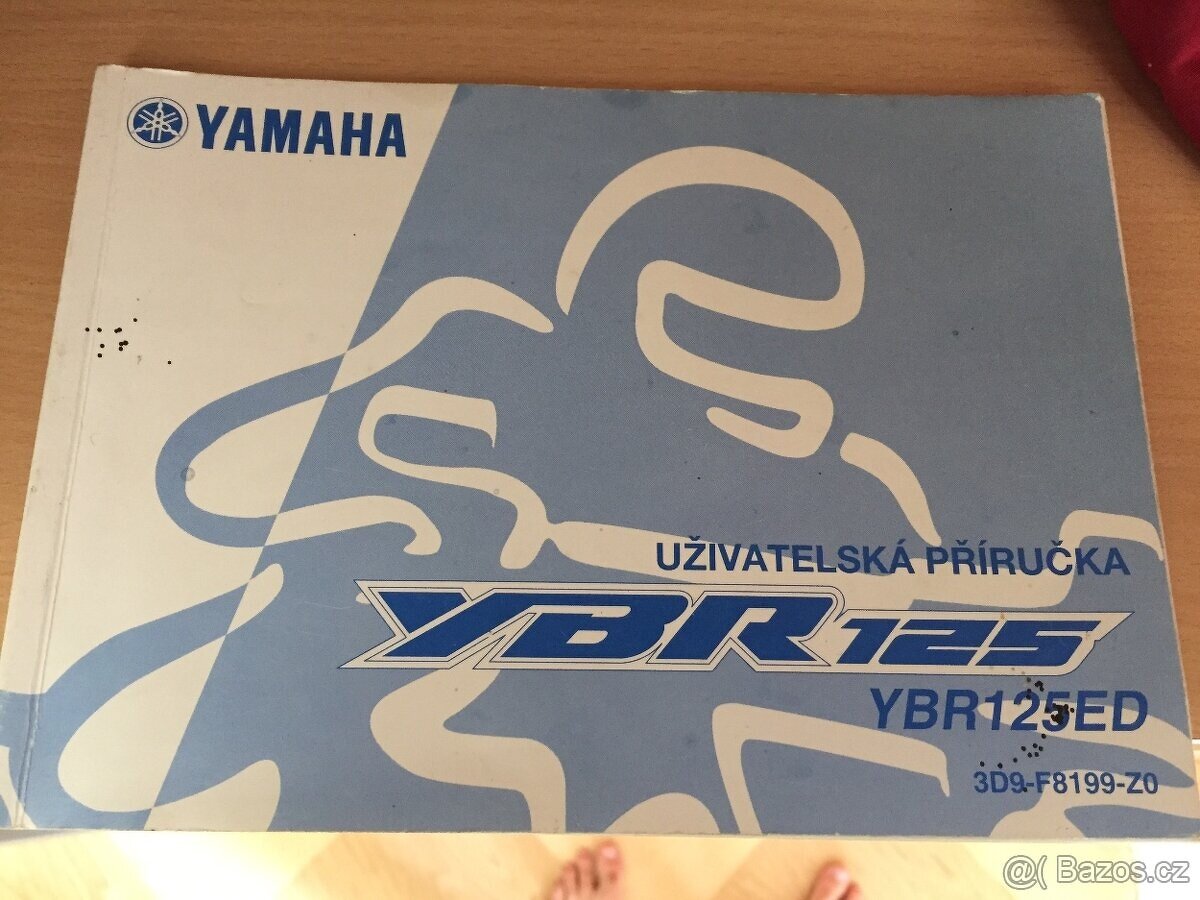 YAMAHA
UŽIVATELSKÁ PŘÍRUČKA
YBR125
YBR125ED
3D9-F8199-Z0
@( Bazos.cz